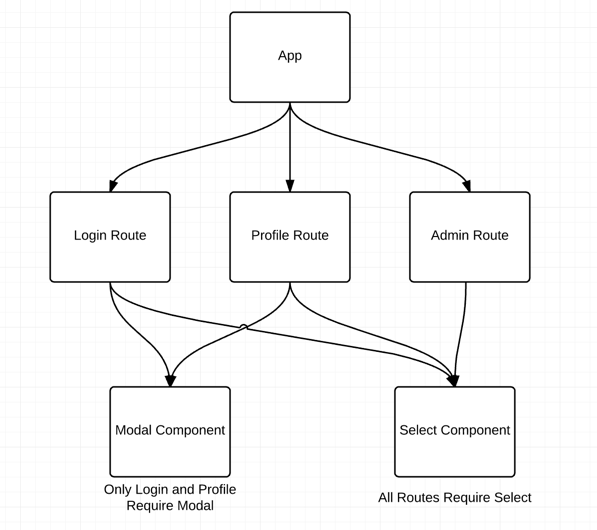 App
Login Route
Profile Route
Admin Route
Modal Component
Select Component
Only Login and Profile
Require Modal
All Routes Require Select